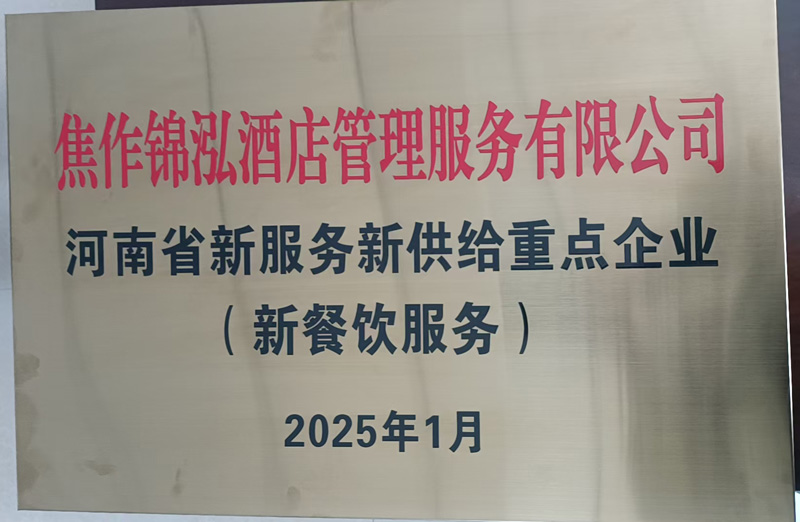 焦作锦泓酒店管理服务有限公司
河南省新服务新供给重点企业
（新餐饮服务）
2025年1月